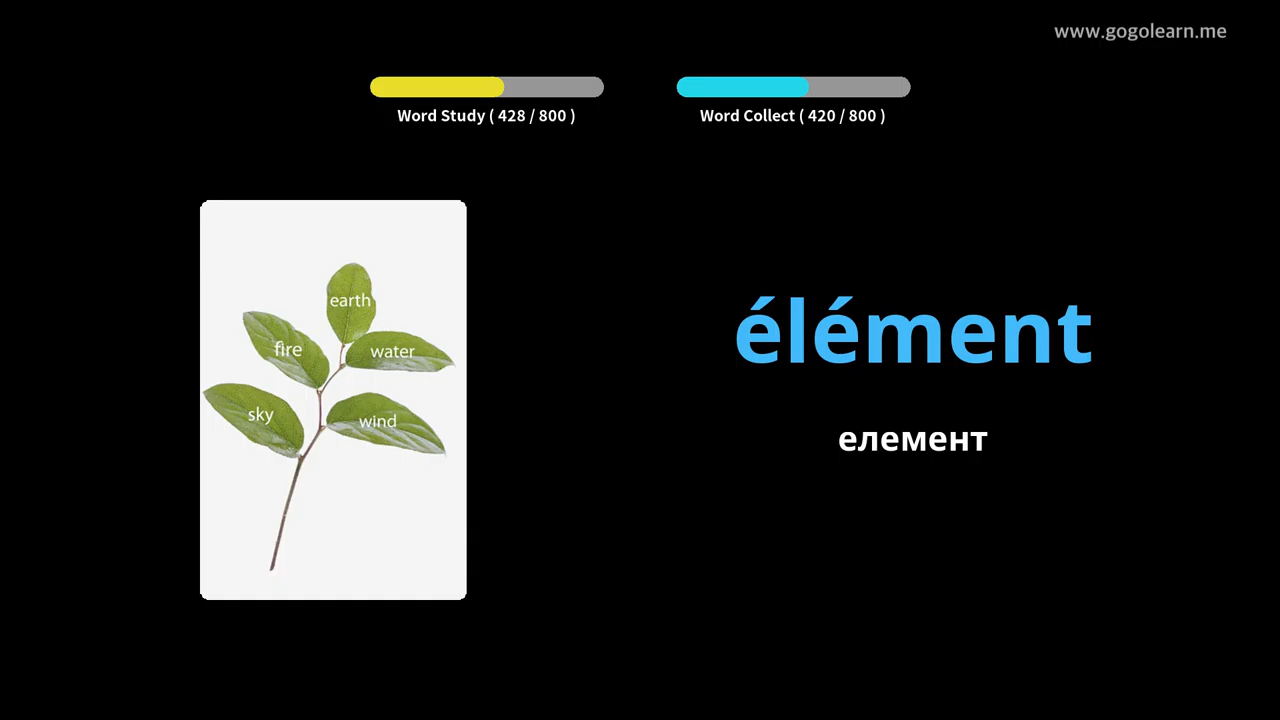 www.gogolearn.me
Word Study ( 428 / 800 )
Word Collect ( 420 / 800 )
earth
fire
water
sky
wind
élément
елемент